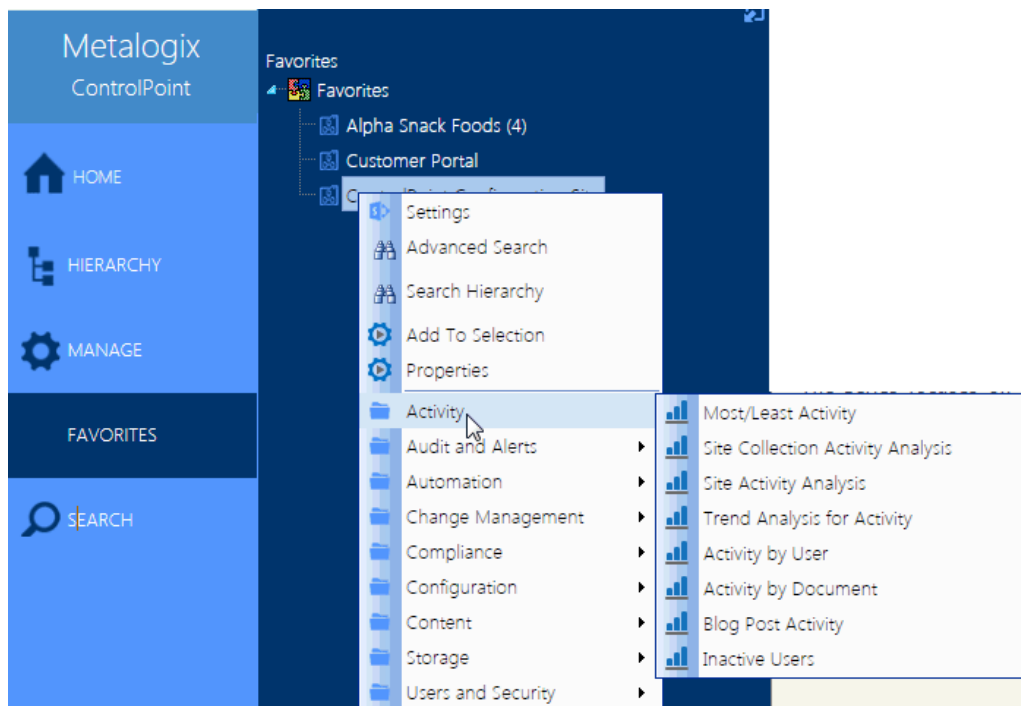 Metalogix
ControlPoint
HOME
HIERARCHY
MANAGE
FAVORITES
SEARCH
Favorites
Favorites
Alpha Snack Foods (4)
Customer Portal
Settings
Advanced Search
Search Hierarchy
Add To Selection
Properties
Activity
Audit and Alerts
Automation
Change Management
Compliance
Configuration
Content
Storage
Users and Security
Most/Least Activity
Site Collection Activity Analysis
Site Activity Analysis
Trend Analysis for Activity
Activity by User
Activity by Document
Blog Post Activity
Inactive Users